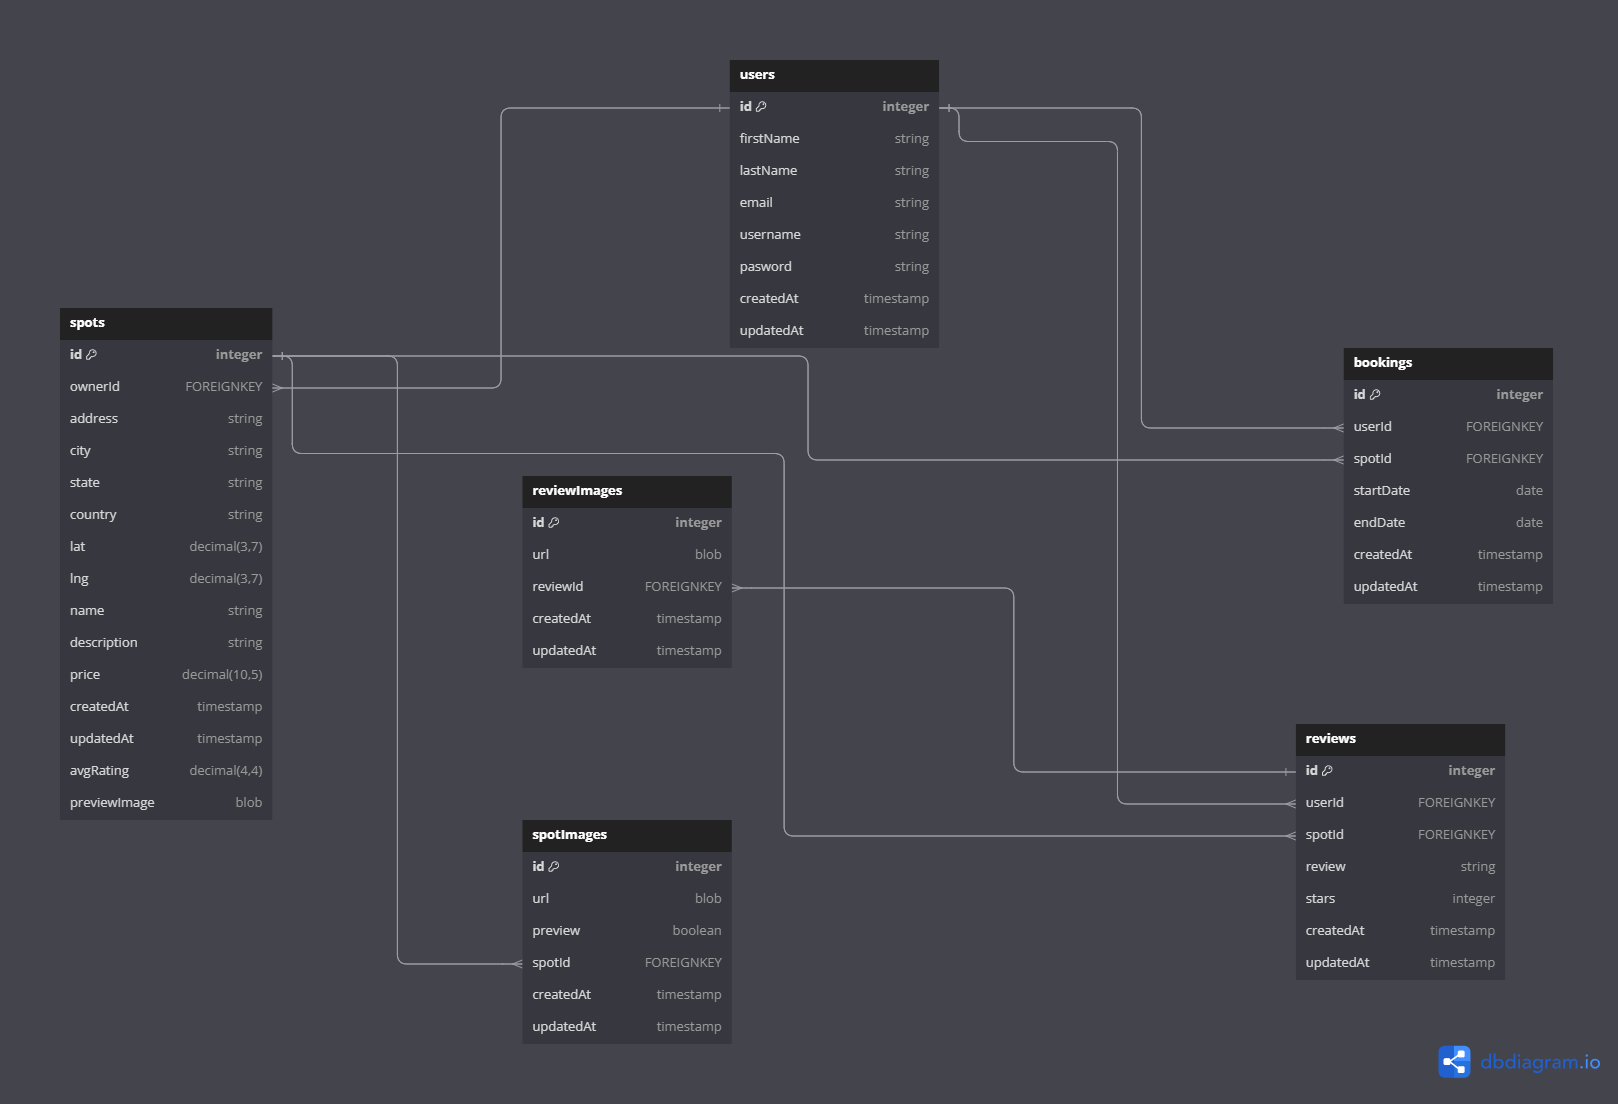 users
id integer
firstName string
lastName string
email string
username string
pasword string
createdAt timestamp
updatedAt timestamp
spots
id integer
ownerId FOREIGNKEY
address string
city string
state string
country string
lat decimal(3,7)
lng decimal(3,7)
name string
description string
price decimal(10,5)
createdAt timestamp
updatedAt timestamp
avgRating decimal(4,4)
previewImage blob
bookings
id integer
userId FOREIGNKEY
spotId FOREIGNKEY
startDate date
endDate date
createdAt timestamp
updatedAt timestamp
reviewImages
id integer
url blob
reviewId FOREIGNKEY
createdAt timestamp
updatedAt timestamp
reviews
id integer
userId FOREIGNKEY
spotId FOREIGNKEY
review string
stars integer
createdAt timestamp
updatedAt timestamp
spotImages
id integer
url blob
preview boolean
spotId FOREIGNKEY
createdAt timestamp
updatedAt timestamp
dbdiagram.io